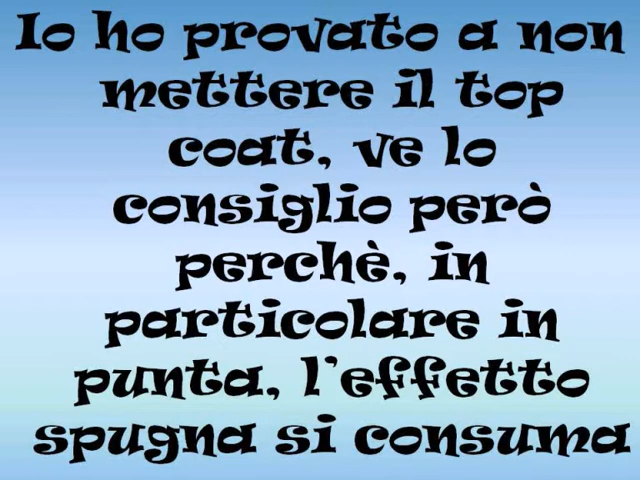 Io ho provato a non
mettere il top
coat, ve lo
consiglio però
perchè, in
particolare in
punta, l'effetto
spugna si consuma